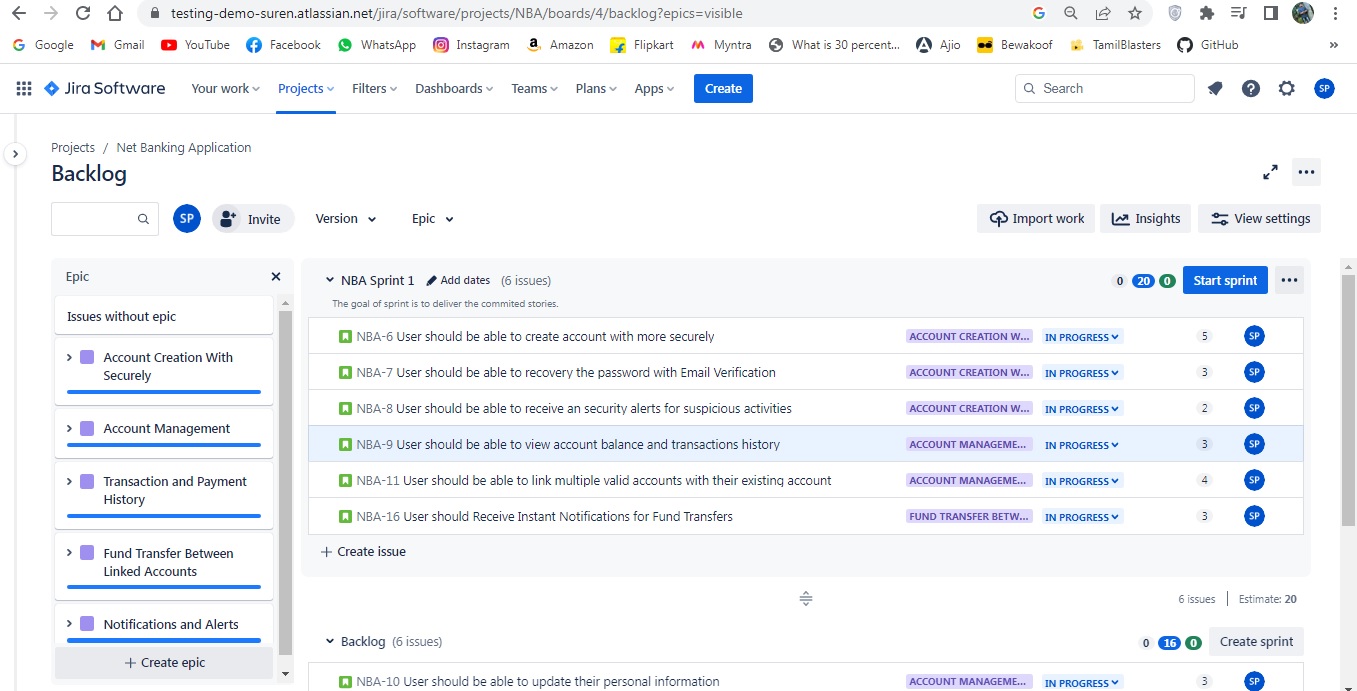 testing-demo-suren.atlassian.net/jira/software/projects/NBA/boards/4/backlog?epics=visible
Google Gmail YouTube Facebook WhatsApp Instagram Amazon Flipkart Myntra What is 30 percent... Ajio Bewakoof TamilBlasters GitHub »
Jira Software Your work Projects Filters Dashboards Teams Plans Apps Create Search SP
Projects / Net Banking Application
Backlog
SP Invite Version Epic Import work Insights View settings
Epic
Issues without epic
Account Creation With
Securely
Account Management
Transaction and Payment
History
Fund Transfer Between
Linked Accounts
Notifications and Alerts
+ Create epic
NBA Sprint 1 Add dates (6 issues) 0 20 0 Start sprint
The goal of sprint is to deliver the commited stories.
NBA-6 User should be able to create account with more securely ACCOUNT CREATION W... IN PROGRESS 5 SP
NBA-7 User should be able to recovery the password with Email Verification ACCOUNT CREATION W... IN PROGRESS 3 SP
NBA-8 User should be able to receive an security alerts for suspicious activities ACCOUNT CREATION W... IN PROGRESS 2 SP
NBA-9 User should be able to view account balance and transactions history ACCOUNT MANAGEME... IN PROGRESS 3 SP
NBA-11 User should be able to link multiple valid accounts with their existing account ACCOUNT MANAGEME... IN PROGRESS 4 SP
NBA-16 User should Receive Instant Notifications for Fund Transfers FUND TRANSFER BETW... IN PROGRESS 3 SP
+ Create issue
6 issues Estimate: 20
Backlog (6 issues) 0 16 0 Create sprint
NBA-10 User should be able to update their personal information ACCOUNT MANAGEME... IN PROGRESS 3 SP